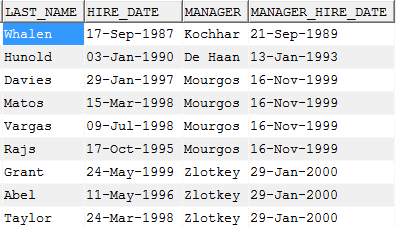 LAST_NAME HIRE_DATE MANAGER MANAGER_HIRE_DATE
Whalen 17-Sep-1987 Kochhar 21-Sep-1989
Hunold 03-Jan-1990 De Haan 13-Jan-1993
Davies 29-Jan-1997 Mourgos 16-Nov-1999
Matos 15-Mar-1998 Mourgos 16-Nov-1999
Vargas 09-Jul-1998 Mourgos 16-Nov-1999
Rajs 17-Oct-1995 Mourgos 16-Nov-1999
Grant 24-May-1999 Zlotkey 29-Jan-2000
Abel 11-May-1996 Zlotkey 29-Jan-2000
Taylor 24-Mar-1998 Zlotkey 29-Jan-2000